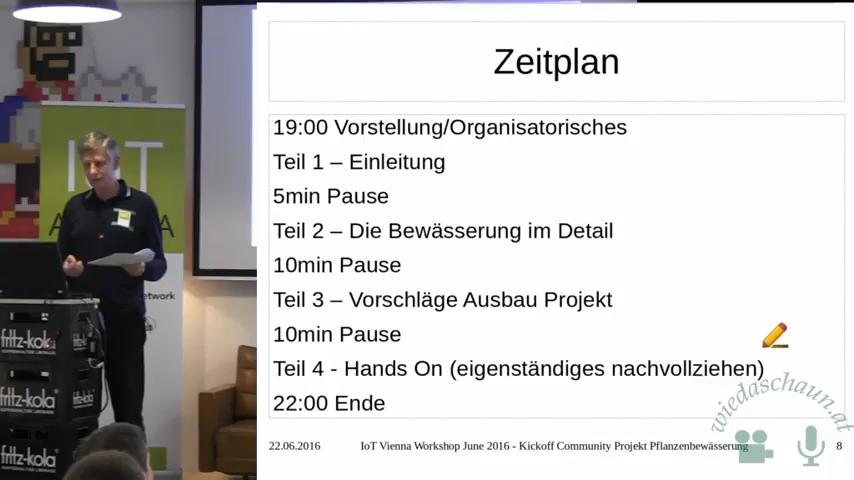 Zeitplan
19:00 Vorstellung/Organisatorisches
Teil 1 – Einleitung
5min Pause
Teil 2 – Die Bewässerung im Detail
10min Pause
Teil 3 – Vorschläge Ausbau Projekt
10min Pause
Teil 4 - Hands On (eigenständiges nachvollziehen)
22:00 Ende
22.06.2016
IoT Vienna Workshop June 2016 - Kickoff Community Projekt Pflanzenbewässerung
8
wiedaschaun.at
etwork
fritz-kola
fritz-kola
fritz-kola